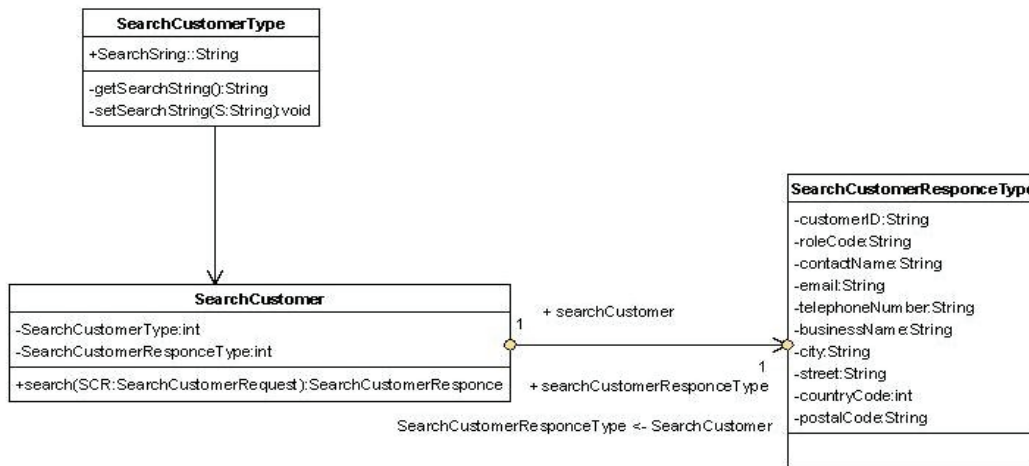 SearchCustomerType
+SearchSring::String
-getSearchString():String
-setSearchString(S:String):void
SearchCustomerResponceType
-customerID:String
-roleCode:String
-contactName:String
-email:String
-telephoneNumber:String
-businessName:String
-city:String
-street:String
-countryCode:int
-postalCode:String
SearchCustomer
-SearchCustomerType:int
-SearchCustomerResponceType:int
+search(SCR:SearchCustomerRequest):SearchCustomerResponce
+ searchCustomer
1
1
+ searchCustomerResponceType
SearchCustomerResponceType <- SearchCustomer